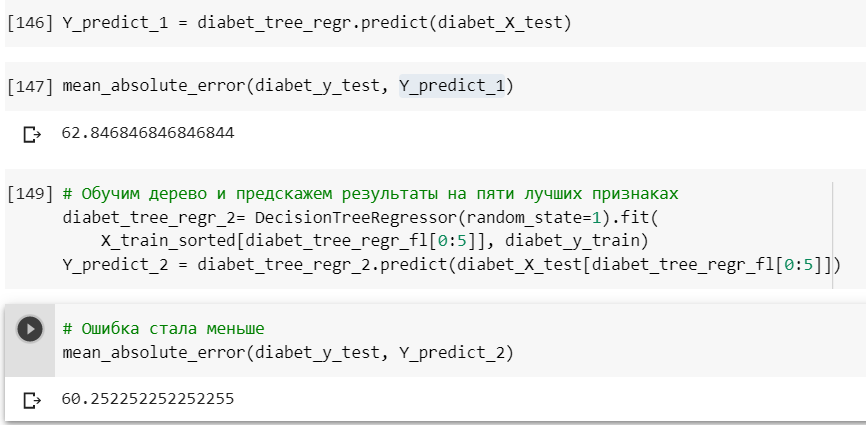 [146] Y_predict_1 = diabet_tree_regr.predict(diabet_X_test)
[147] mean_absolute_error(diabet_y_test, Y_predict_1)
62.846846846846844
[149] # Обучим дерево и предскажем результаты на пяти лучших признаках
diabet_tree_regr_2= DecisionTreeRegressor(random_state=1).fit(
X_train_sorted[diabet_tree_regr_fl[0:5]], diabet_y_train)
Y_predict_2 = diabet_tree_regr_2.predict(diabet_X_test[diabet_tree_regr_fl[0:5]])
# Ошибка стала меньше
mean_absolute_error(diabet_y_test, Y_predict_2)
60.252252252252255